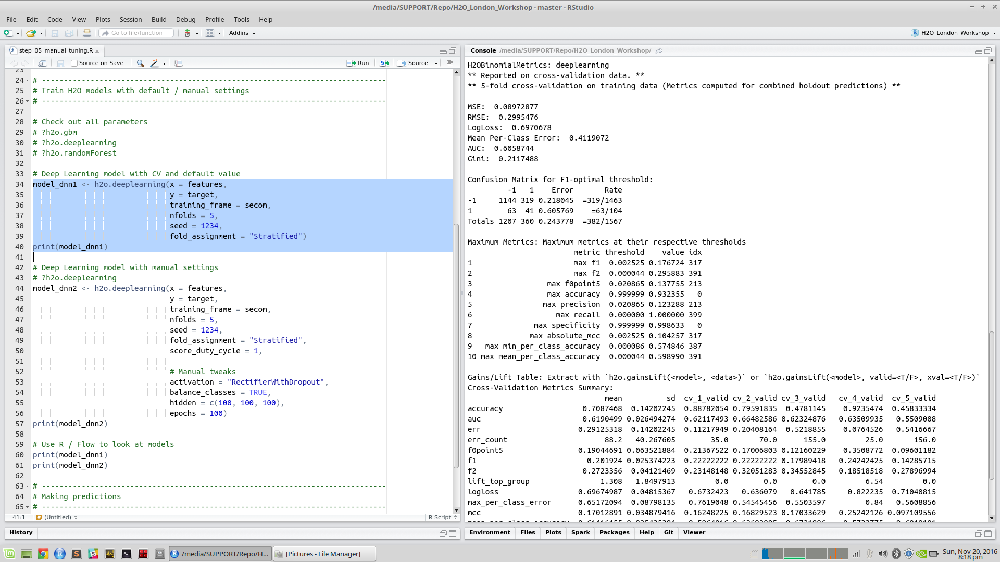 /media/SUPPORT/Repo/H2O_London_Workshop - master - RStudio
File Edit Code View Plots Session Build Debug Profile Tools Help
Go to file/function Addins H2O_London_Workshop
step_05_manual_tuning.R
Source on Save Run Source
23
24 # ------------------------------------------------------------------------------
25 # Train H2O models with default / manual settings
26 # ------------------------------------------------------------------------------
27
28 # Check out all parameters
29 # ?h2o.gbm
30 # ?h2o.deeplearning
31 # ?h2o.randomForest
32
33 # Deep Learning model with CV and default value
34 model_dnn1 <- h2o.deeplearning(x = features,
35 y = target,
36 training_frame = secom,
37 nfolds = 5,
38 seed = 1234,
39 fold_assignment = "Stratified")
40 print(model_dnn1)
41
42 # Deep Learning model with manual settings
43 # ?h2o.deeplearning
44 model_dnn2 <- h2o.deeplearning(x = features,
45 y = target,
46 training_frame = secom,
47 nfolds = 5,
48 seed = 1234,
49 fold_assignment = "Stratified",
50 score_duty_cycle = 1,
51
52 # Manual tweaks
53 activation = "RectifierWithDropout",
54 balance_classes = TRUE,
55 hidden = c(100, 100, 100),
56 epochs = 100)
57 print(model_dnn2)
58
59 # Use R / Flow to look at models
60 print(model_dnn1)
61 print(model_dnn2)
62
63 # ------------------------------------------------------------------------------
64 # Making predictions
65 # ------------------------------------------------------------------------------
41:1 (Untitled) R Script
History
Console /media/SUPPORT/Repo/H2O_London_Workshop/
H2OBinomialMetrics: deeplearning
** Reported on cross-validation data. **
** 5-fold cross-validation on training data (Metrics computed for combined holdout predictions) **
MSE: 0.08972877
RMSE: 0.2995476
LogLoss: 0.6970678
Mean Per-Class Error: 0.4119072
AUC: 0.6058744
Gini: 0.2117488
Confusion Matrix for F1-optimal threshold:
-1 1 Error Rate
-1 1144 319 0.218045 =319/1463
1 63 41 0.605769 =63/104
Totals 1207 360 0.243778 =382/1567
Maximum Metrics: Maximum metrics at their respective thresholds
metric threshold value idx
1 max f1 0.002525 0.176724 317
2 max f2 0.000044 0.295883 391
3 max f0point5 0.020865 0.137755 213
4 max accuracy 0.999999 0.932355 0
5 max precision 0.020865 0.123288 213
6 max recall 0.000000 1.000000 399
7 max specificity 0.999999 0.998633 0
8 max absolute_mcc 0.002525 0.104257 317
9 max min_per_class_accuracy 0.000086 0.574846 387
10 max mean_per_class_accuracy 0.000044 0.598990 391
Gains/Lift Table: Extract with `h2o.gainsLift(<model>, <data>)` or `h2o.gainsLift(<model>, valid=<T/F>, xval=<T/F>)`
Cross-Validation Metrics Summary:
mean sd cv_1_valid cv_2_valid cv_3_valid cv_4_valid cv_5_valid
accuracy 0.7087468 0.14202245 0.88782054 0.79591835 0.4781145 0.9235474 0.45833334
auc 0.6190499 0.026494274 0.62117493 0.66482586 0.62324876 0.63509935 0.5509008
err 0.29125318 0.14202245 0.11217949 0.20408164 0.5218855 0.0764526 0.5416667
err_count 88.2 40.267605 35.0 70.0 155.0 25.0 156.0
f0point5 0.19044691 0.063521884 0.21367522 0.17006803 0.12160229 0.3508772 0.09601182
f1 0.201924 0.025374223 0.22222222 0.22222222 0.17989418 0.24242425 0.14285715
f2 0.2723356 0.04121469 0.23148148 0.32051283 0.34552845 0.18518518 0.27896994
lift_top_group 1.308 1.8497913 0.0 0.0 0.0 6.54 0.0
logloss 0.69674987 0.04815367 0.6732423 0.636079 0.641785 0.822235 0.71040815
max_per_class_error 0.65172094 0.08798135 0.7619048 0.54545456 0.5503597 0.84 0.5608856
mcc 0.17012891 0.034879416 0.16248225 0.16829523 0.17033629 0.25242126 0.097109556
Environment Files Plots Spark Packages Help Git Viewer
/media/SUPPORT/Repo/H... [Pictures - File Manager]
Sun, Nov 20, 2016
8:18 pm